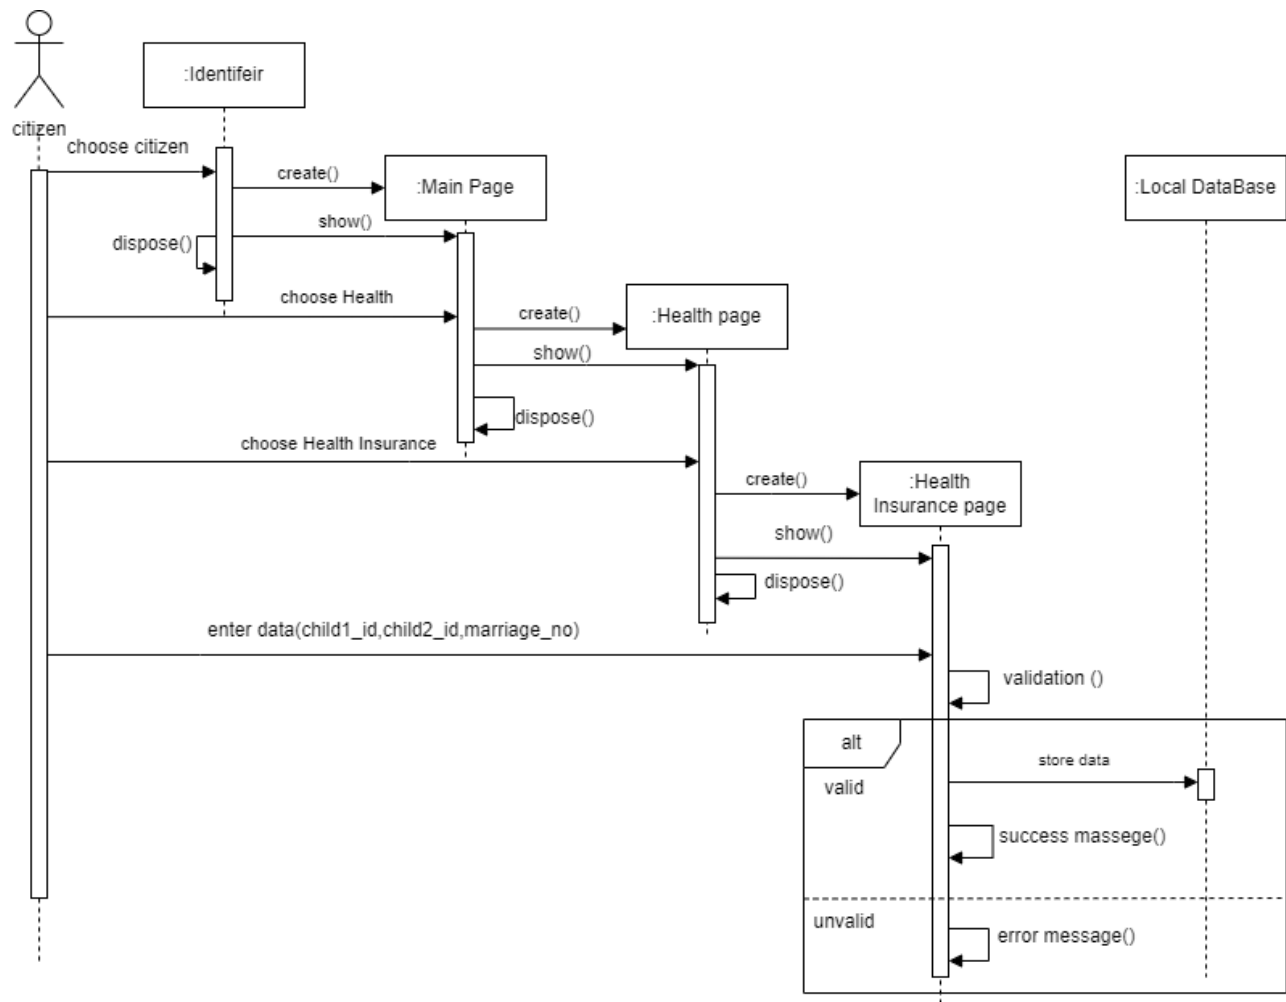 :Identifeir
citizen
choose citizen
create()
:Main Page
:Local DataBase
show()
dispose()
choose Health
create()
:Health page
show()
dispose()
choose Health Insurance
create()
:Health
Insurance page
show()
dispose()
enter data(child1_id,child2_id,marriage_no)
validation ()
alt
store data
valid
success massege()
unvalid
error message()